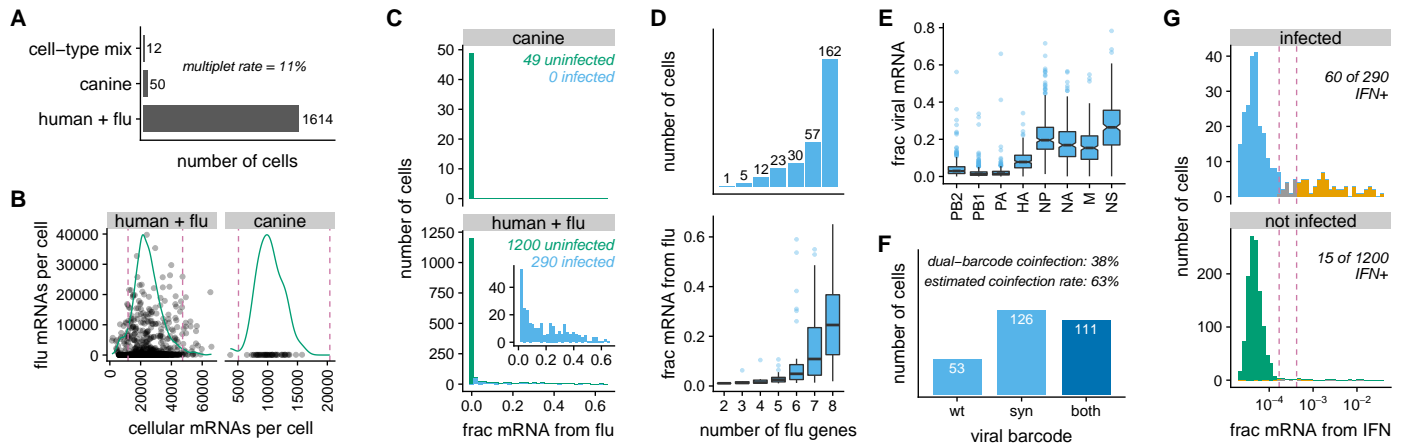 A
cell−type mix
12
multiplet rate = 11%
canine
50
human + flu
1614
number of cells
B
human + flu
canine
flu mRNAs per cell
40000
30000
20000
10000
0
2000
4000
6000
5000
10000
20000
cellular mRNAs per cell
C
canine
number of cells
50
40
30
20
10
0
49 uninfected
0 infected
human + flu
1250
1000
750
500
250
0
1200 uninfected
290 infected
40
20
0
0.0
0.2
0.4
0.6
0.0
0.2
0.4
0.6
frac mRNA from flu
D
number of cells
1
5
12
23
30
57
162
frac mRNA from flu
0.6
0.4
0.2
0.0
2
3
4
5
6
7
8
number of flu genes
E
frac viral mRNA
0.8
0.6
0.4
0.2
0.0
PB2
PB1
PA
HA
NP
NA
M
NS
F
number of cells
dual−barcode coinfection: 38%
estimated coinfection rate: 63%
53
126
111
wt
syn
both
viral barcode
G
infected
number of cells
40
30
20
10
0
60 of 290
IFN+
not infected
200
100
0
15 of 1200
IFN+
10−4
10−3
10−2
frac mRNA from IFN